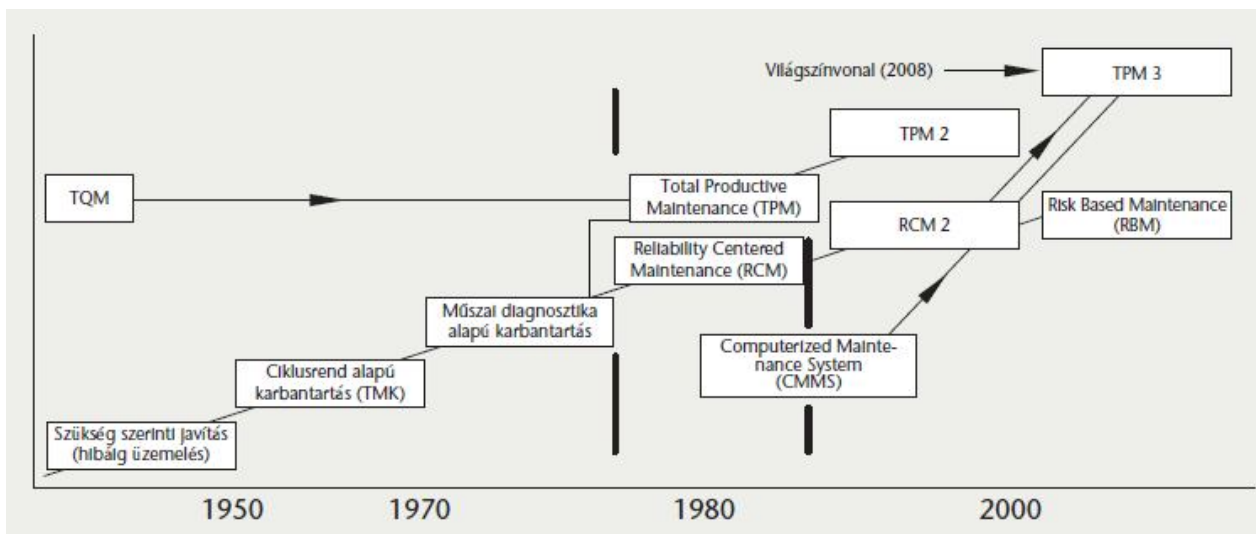 Világszínvonal (2008)
TPM 3
TPM 2
TQM
Total Productive
Maintenance (TPM)
Risk Based Maintenance
(RBM)
RCM 2
Reliability Centered
Maintenance (RCM)
Műszai diagnosztika
alapú karbantartás
Computerized Mainte-
nance System
(CMMS)
Ciklusrend alapú
karbantartás (TMK)
Szükség szerinti javítás
(hibáig üzemelés)
1950
1970
1980
2000